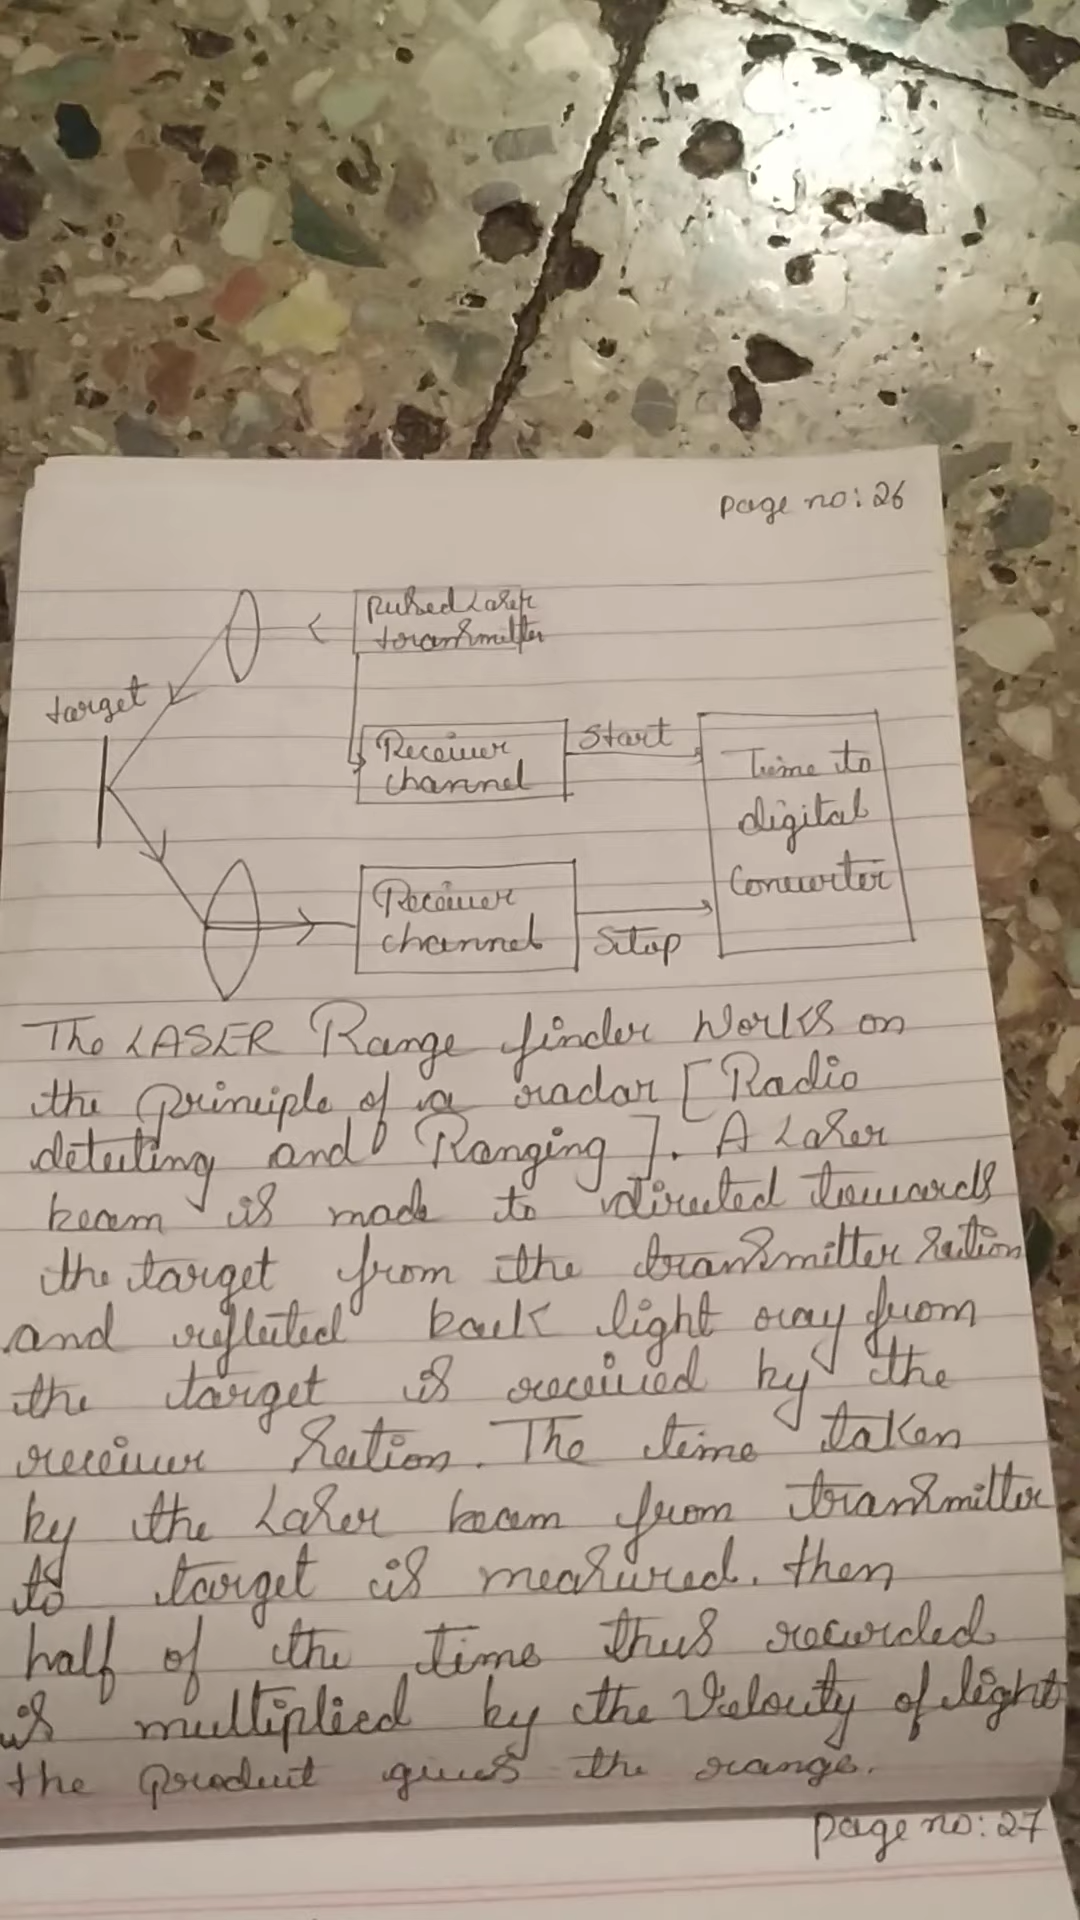 Page no: 26
Pulsed Laser
transmitter
target
Receiver
channel
Start
Time to
digital
Converter
Receiver
channel
Stop
The LASER Range finder Works on
the principle of a radar [Radio
detecting and Ranging]. A Laser
beam is made to directed towards
the target from the transmitter Section
and reflected back light ray from
the target is received by the
receiver Section. The time taken
by the Laser beam from transmitter
to target is measured. then
half of the time thus recorded
is multiplied by the Velocity of light
the product gives the range.
page no: 27